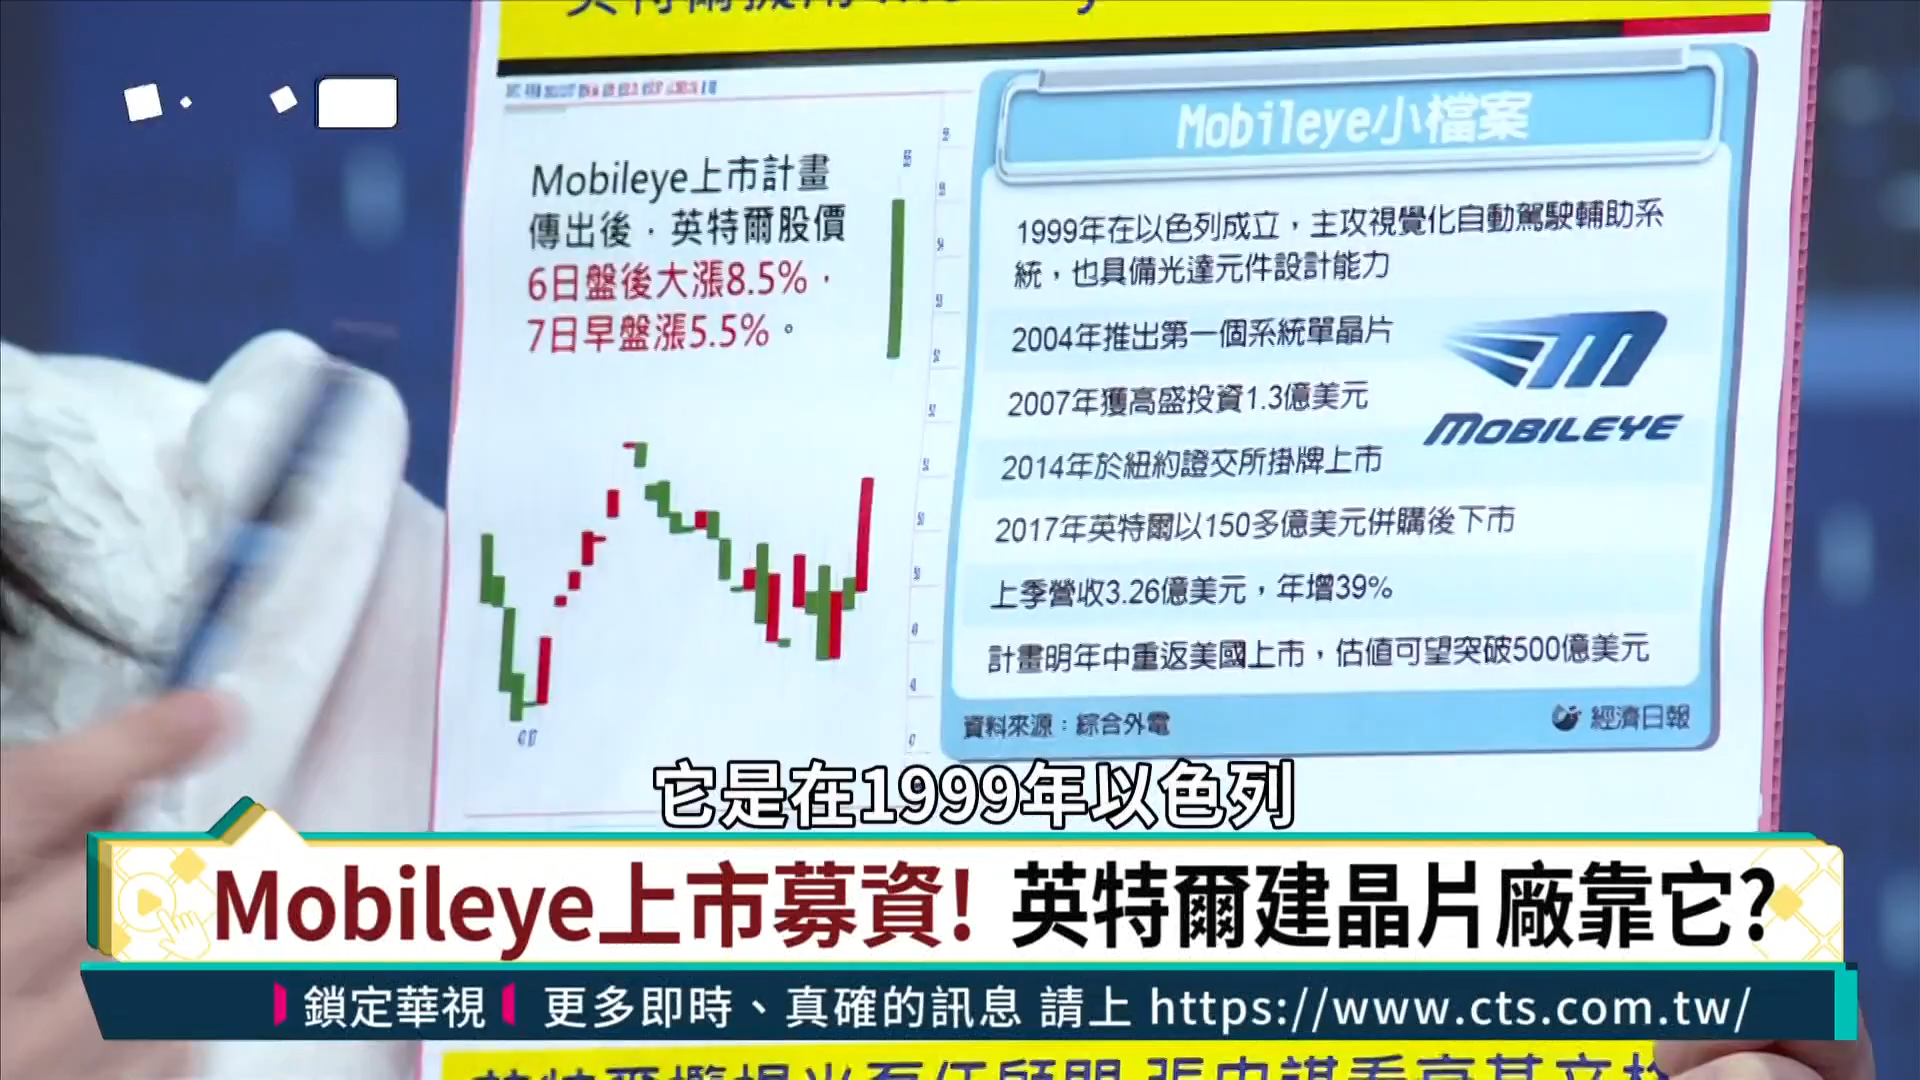 Mobileye小檔案
Mobileye上市計畫
傳出後，英特爾股價
6日盤後大漲8.5%，
7日早盤漲5.5%。
1999年在以色列成立，主攻視覺化自動駕駛輔助系
統，也具備光達元件設計能力
2004年推出第一個系統單晶片
2007年獲高盛投資1.3億美元
2014年於紐約證交所掛牌上市
2017年英特爾以150多億美元併購後下市
上季營收3.26億美元，年增39%
計畫明年中重返美國上市，估值可望突破500億美元
MOBILEYE
資料來源：綜合外電
經濟日報
它是在1999年以色列
Mobileye上市募資! 英特爾建晶片廠靠它?
鎖定華視 更多即時、真確的訊息 請上 https://www.cts.com.tw/